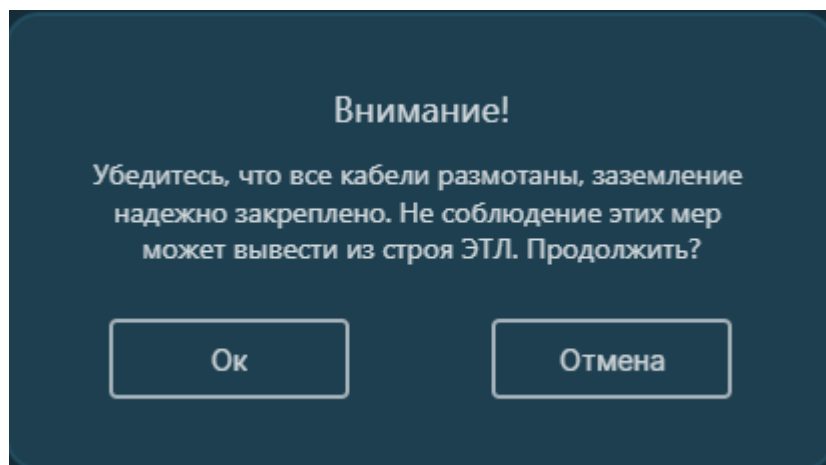 Внимание!
Убедитесь, что все кабели размотаны, заземление
надежно закреплено. Не соблюдение этих мер
может вывести из строя ЭТЛ. Продолжить?
Ок
Отмена